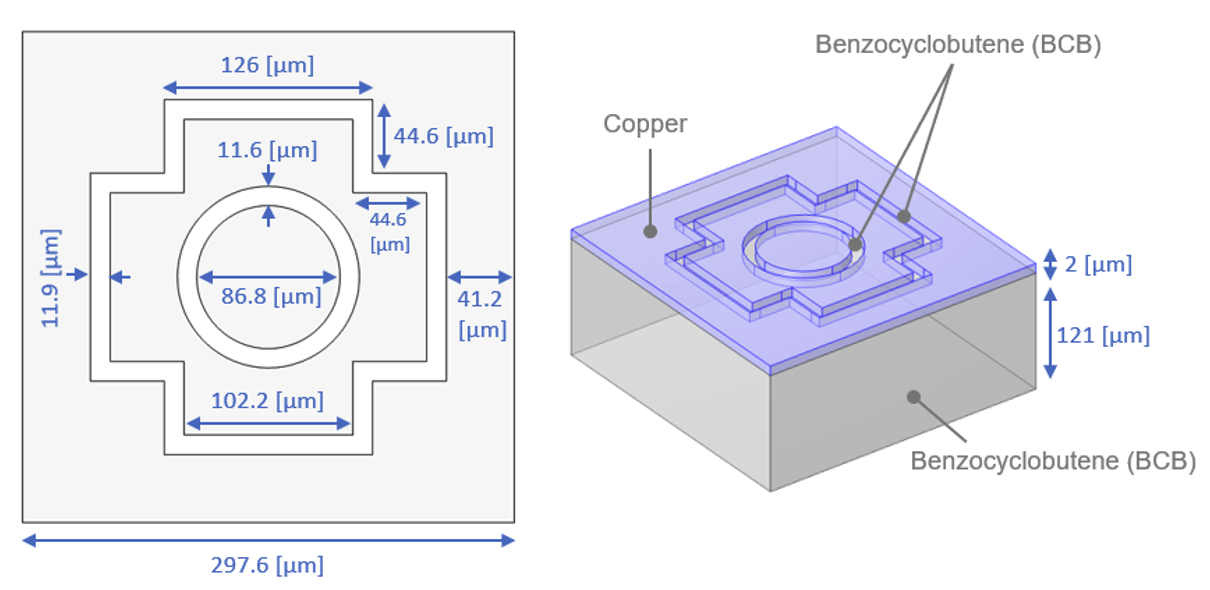 126 [µm]
44.6 [µm]
11.6 [µm]
44.6
[µm]
11.9 [µm]
86.8 [µm]
41.2
[µm]
102.2 [µm]
297.6 [µm]
Benzocyclobutene (BCB)
Copper
2 [µm]
121 [µm]
Benzocyclobutene (BCB)